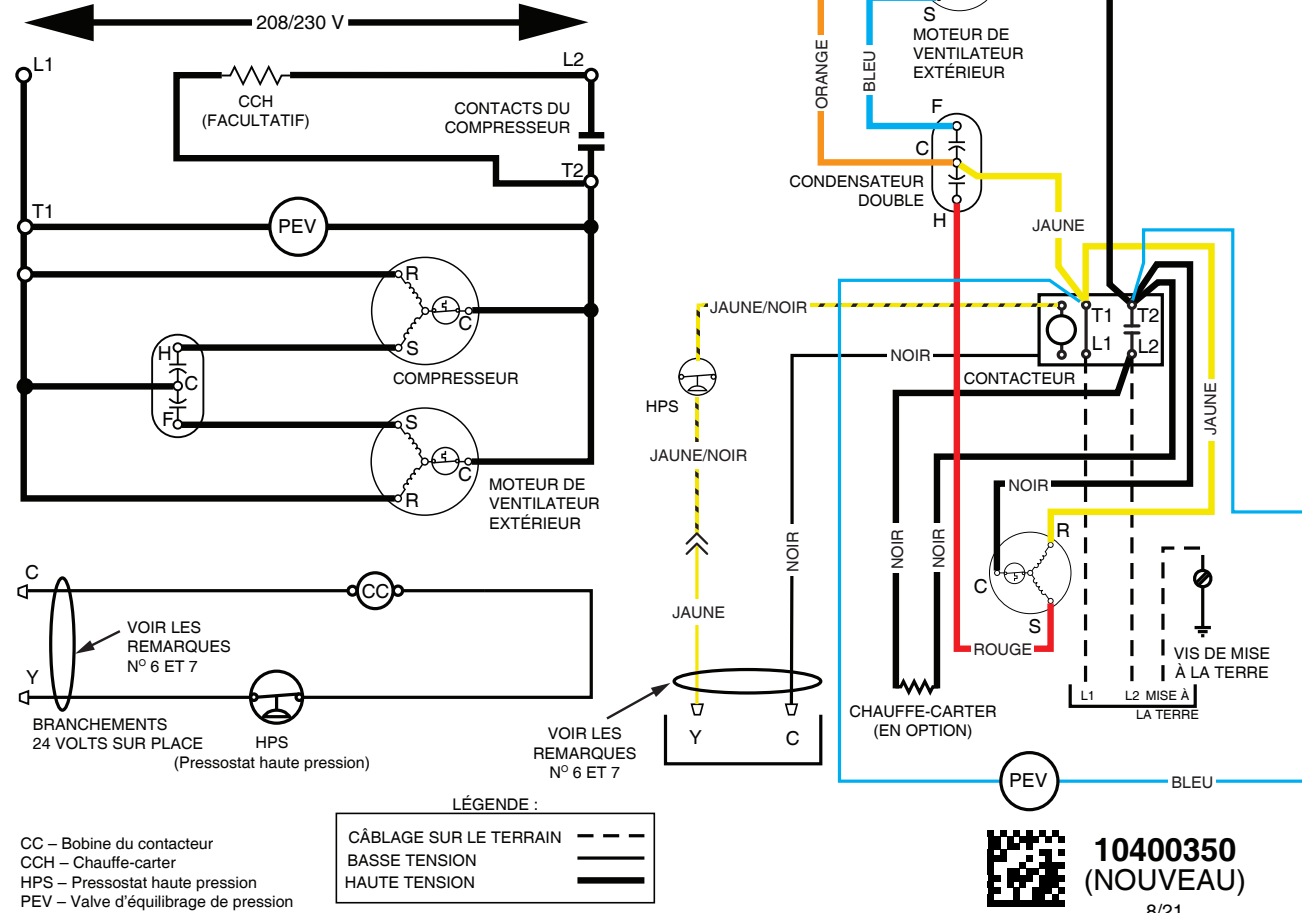 208/230 V
L1
L2
CCH
(FACULTATIF)
CONTACTS DU
COMPRESSEUR
T2
T1
PEV
R
C
S
COMPRESSEUR
H
C
F
S
C
R
MOTEUR DE
VENTILATEUR
EXTÉRIEUR
C
CC
VOIR LES
REMARQUES
N° 6 ET 7
Y
BRANCHEMENTS
24 VOLTS SUR PLACE
HPS
(Pressostat haute pression)
CC – Bobine du contacteur
CCH – Chauffe-carter
HPS – Pressostat haute pression
PEV – Valve d'équilibrage de pression
LÉGENDE :
CÂBLAGE SUR LE TERRAIN
BASSE TENSION
HAUTE TENSION
S
MOTEUR DE
VENTILATEUR
EXTÉRIEUR
ORANGE
BLEU
F
C
CONDENSATEUR
DOUBLE
H
JAUNE
JAUNE/NOIR
T1
T2
L1
L2
NOIR
CONTACTEUR
HPS
JAUNE/NOIR
JAUNE
NOIR
NOIR
NOIR
NOIR
R
C
S
ROUGE
JAUNE
VIS DE MISE
À LA TERRE
L1
L2
MISE À
LA TERRE
CHAUFFE-CARTER
(EN OPTION)
VOIR LES
REMARQUES
N° 6 ET 7
Y
C
PEV
BLEU
10400350
(NOUVEAU)
8/21